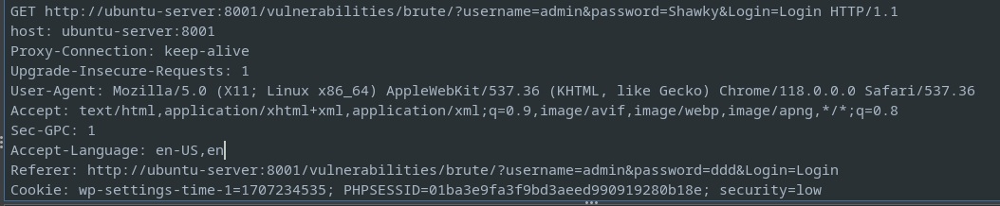 GET http://ubuntu-server:8001/vulnerabilities/brute/?username=admin&password=Shawky&Login=Login HTTP/1.1
host: ubuntu-server:8001
Proxy-Connection: keep-alive
Upgrade-Insecure-Requests: 1
User-Agent: Mozilla/5.0 (X11; Linux x86_64) AppleWebKit/537.36 (KHTML, like Gecko) Chrome/118.0.0.0 Safari/537.36
Accept: text/html,application/xhtml+xml,application/xml;q=0.9,image/avif,image/webp,image/apng,*/*;q=0.8
Sec-GPC: 1
Accept-Language: en-US,en
Referer: http://ubuntu-server:8001/vulnerabilities/brute/?username=admin&password=ddd&Login=Login
Cookie: wp-settings-time-1=1707234535; PHPSESSID=01ba3e9fa3f9bd3aeed990919280b18e; security=low